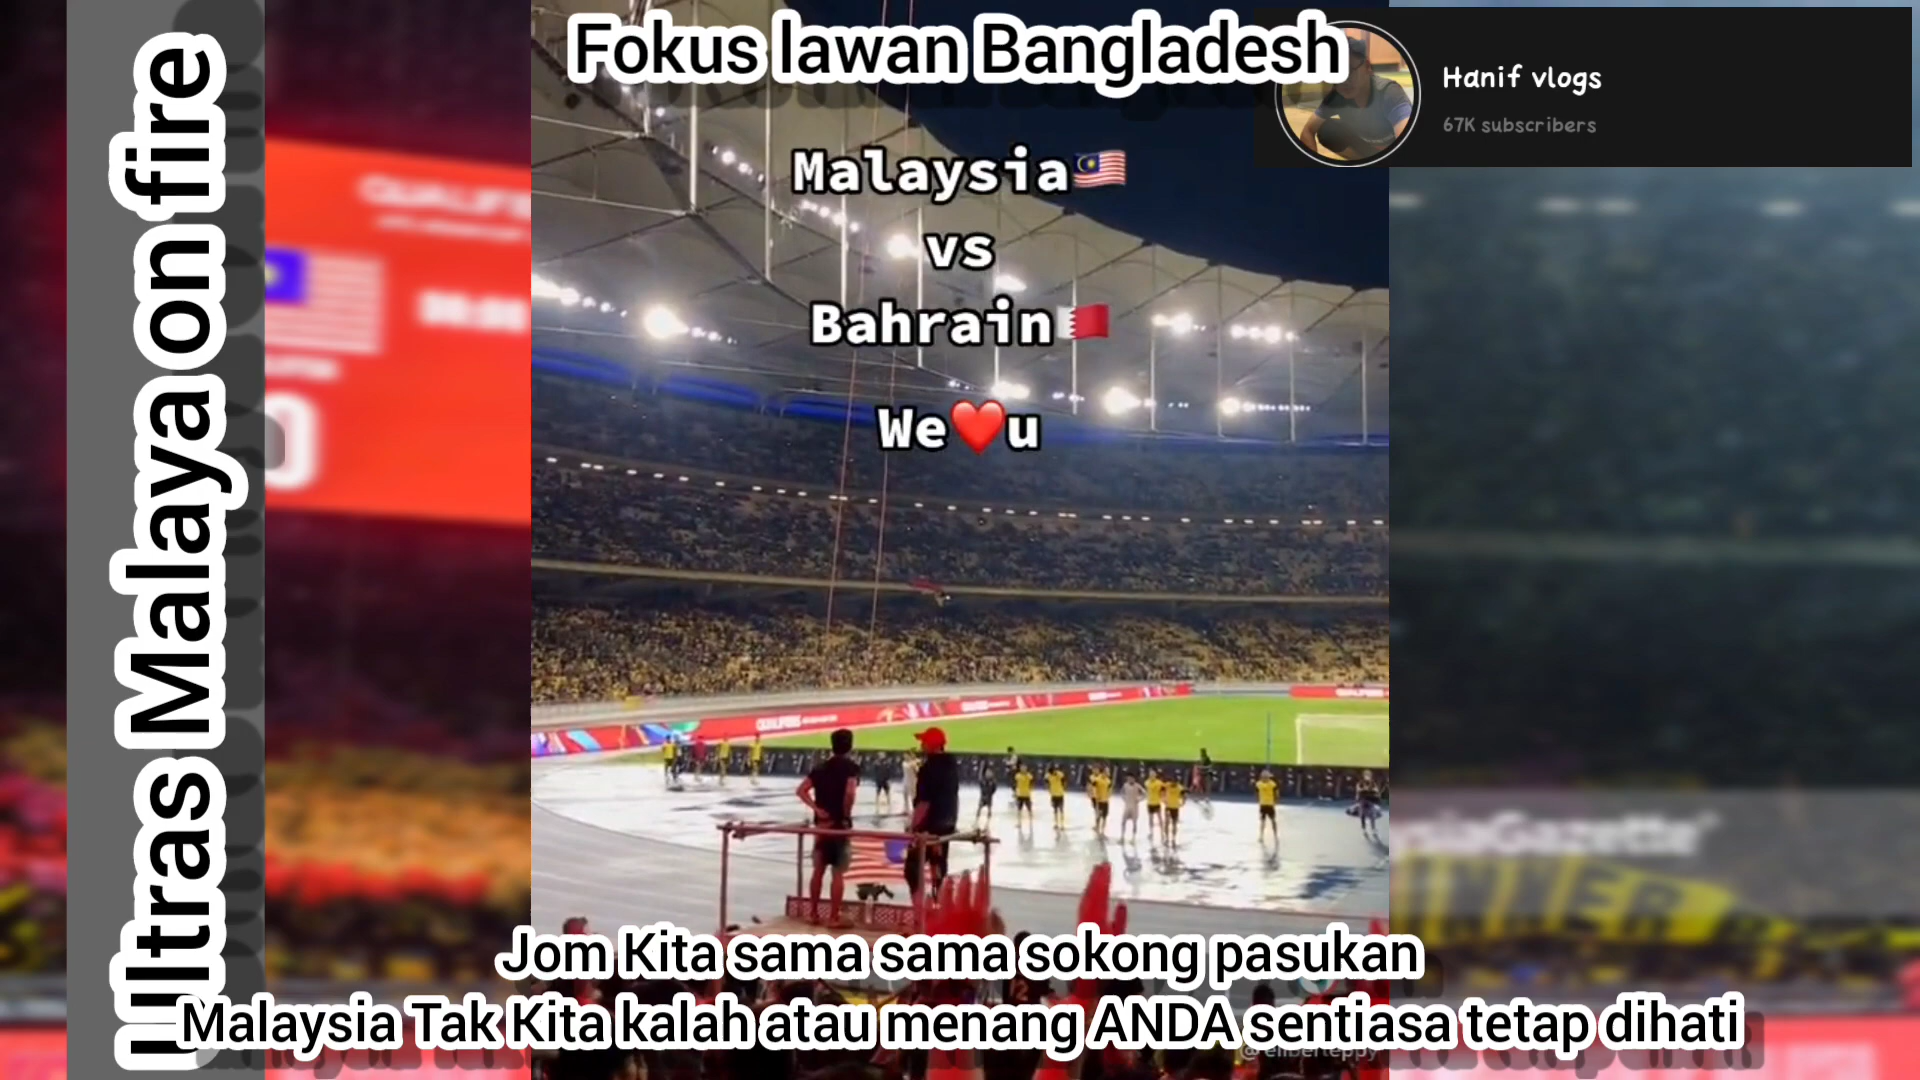 Fokus lawan Bangladesh
Hanif vlogs
67K subscribers
Malaysia🇲🇾
vs
Bahrain🇧🇭
We❤️u
Ultras Malaya on fire
Jom Kita sama sama sokong pasukan
Malaysia Tak Kita kalah atau menang ANDA sentiasa tetap dihati